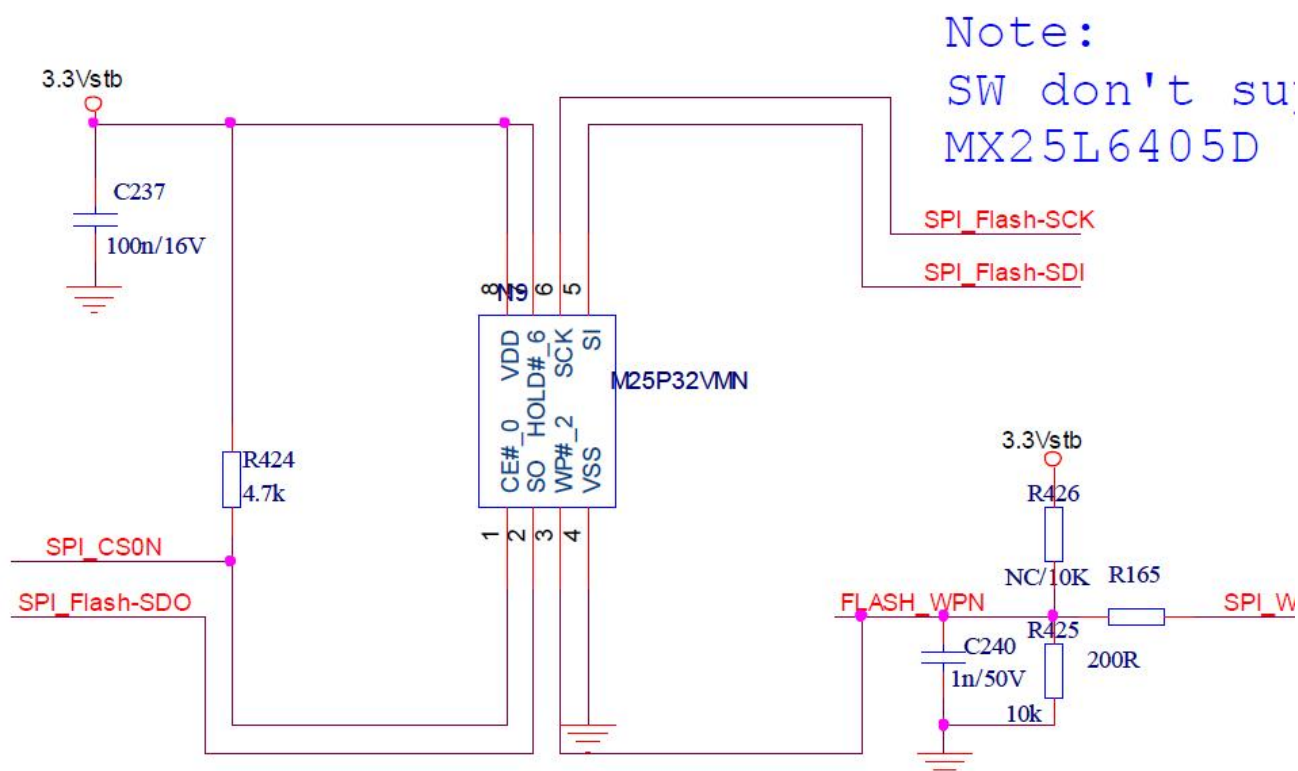 Note:
SW don't
MX25L6405D
3.3Vstb
C237
100n/16V
SPI_Flash-SCK
SPI_Flash-SDI
8
N9
6
5
VDD
HOLD#_6
SCK
SI
M25P32VMN
CE#_0
SO
WP#_2
VSS
1
2
3
4
R424
4.7k
SPI_CS0N
SPI_Flash-SDO
3.3Vstb
R426
NC/10K
R165
FLASH_WPN
R425
200R
C240
1n/50V
10k